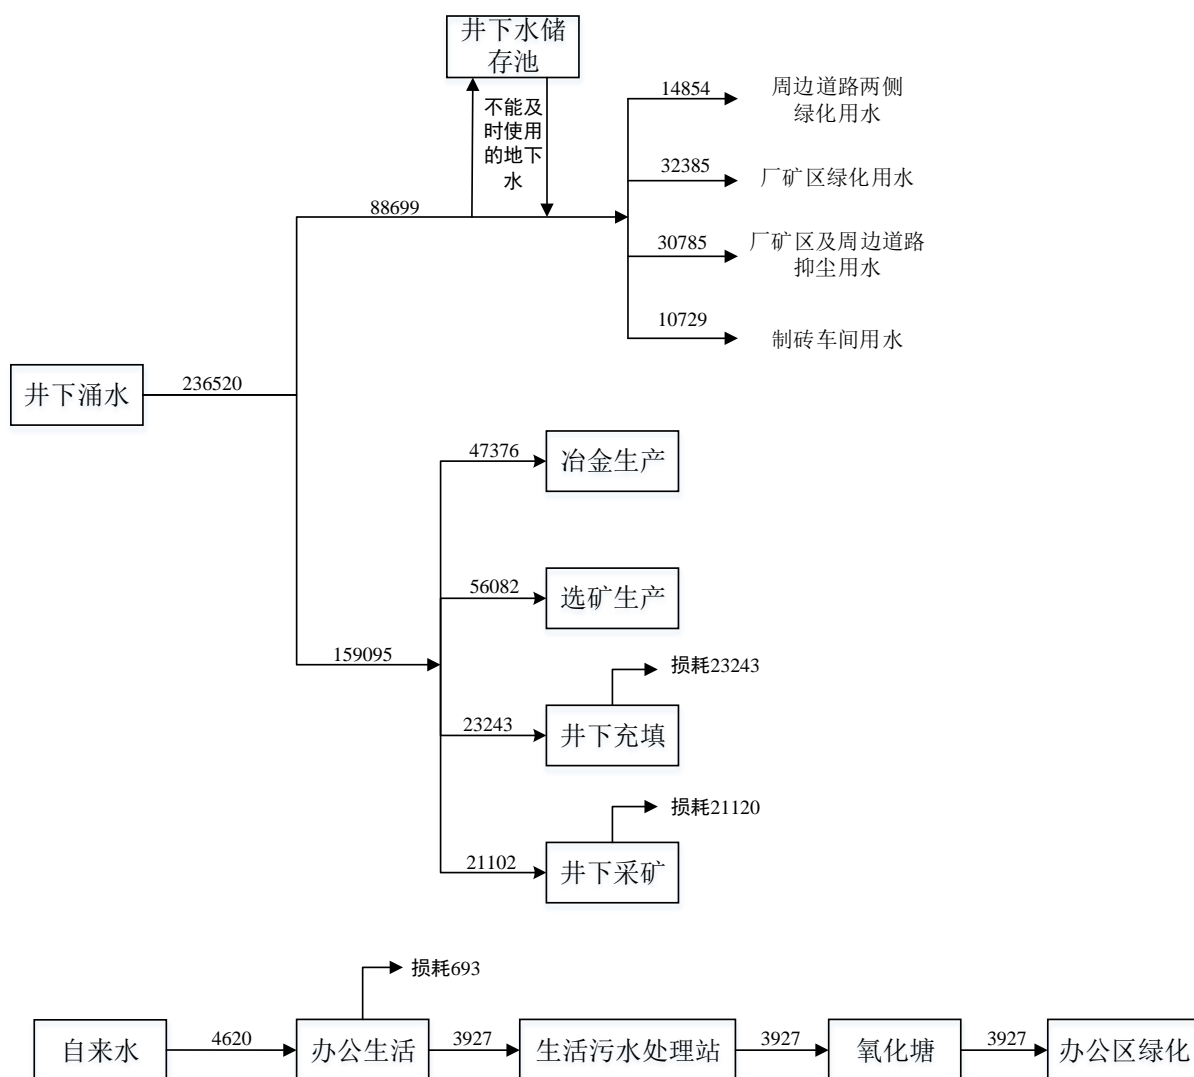 井下水储
存池
不能及
时使用
的地下
水
14854
周边道路两侧
绿化用水
32385
厂矿区绿化用水
88699
30785
厂矿区及周边道路
抑尘用水
10729
制砖车间用水
井下涌水
236520
47376
冶金生产
56082
选矿生产
159095
损耗23243
23243
井下充填
损耗21120
21102
井下采矿
损耗693
自来水
4620
办公生活
3927
生活污水处理站
3927
氧化塘
3927
办公区绿化